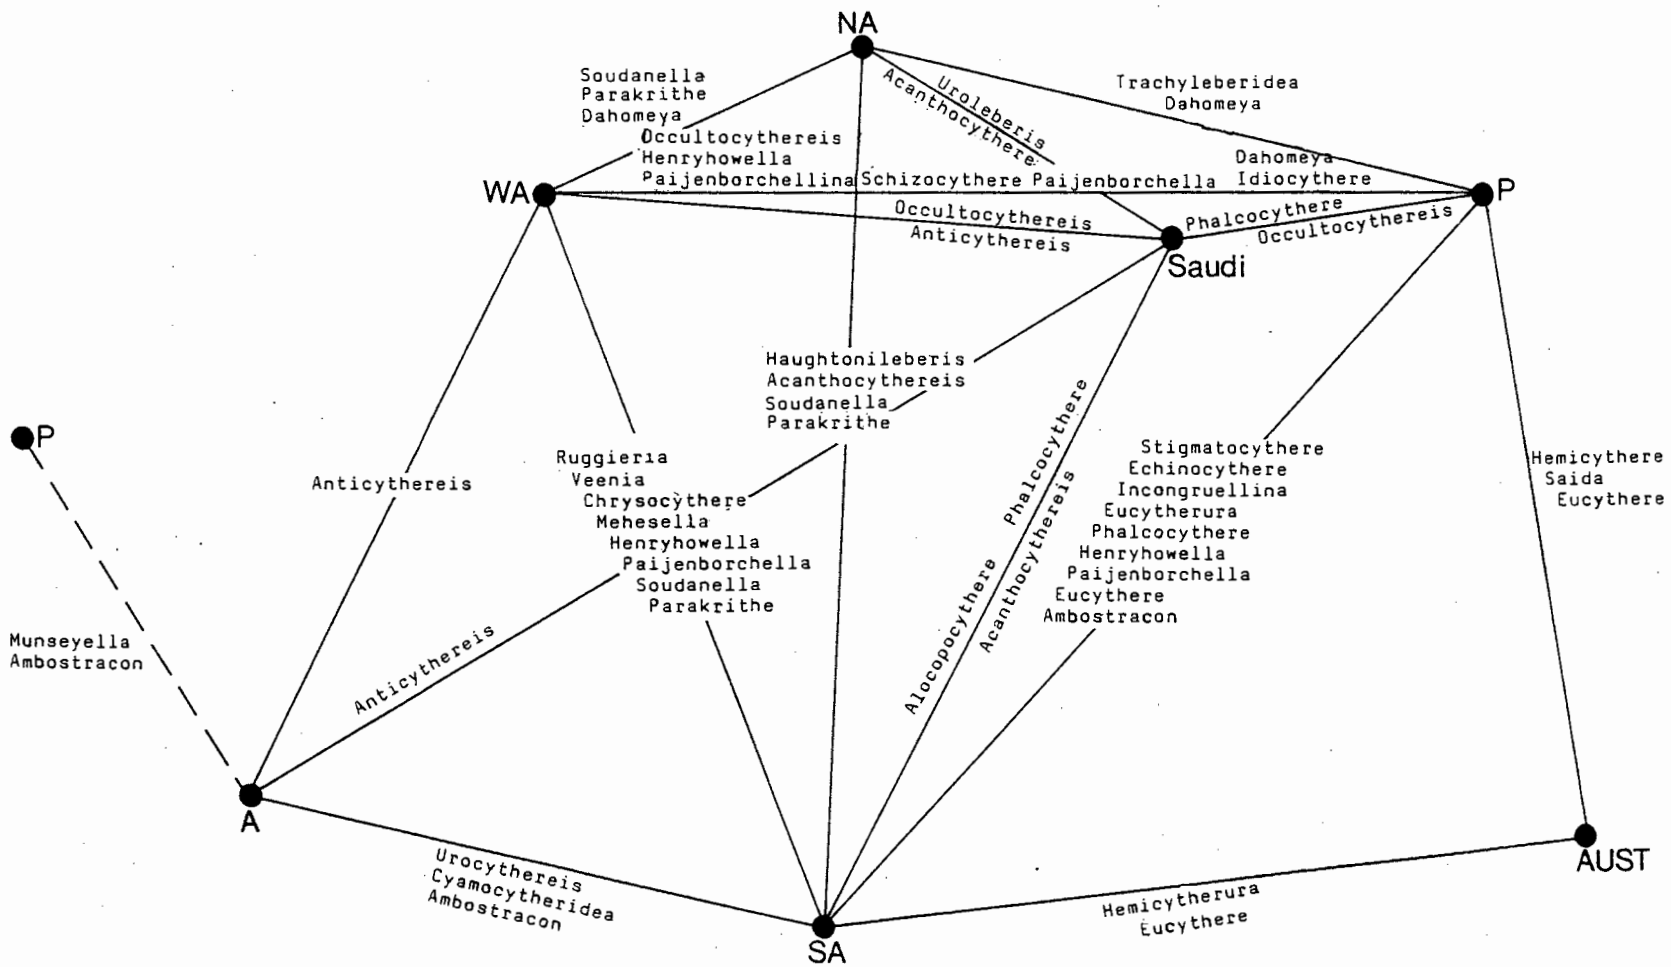 NA
Soudanella
Parakrithe
Dahomeya
Uroleberis
Acanthocythere
Trachyleberidea
Dahomeya
Occultocythereis
Henryhowella
Paijenborchellina Schizocythere Paijenborchella
Dahomeya
Idiocythere
WA
P
Occultocythereis
Anticythereis
Phalcocythere
Occultocythereis
Saudi
Haughtonileberis
Acanthocythereis
Soudanella
Parakrithe
P
Anticythereis
Ruggieria
Veenia
Chrysocythere
Mehesella
Henryhowella
Paijenborchella
Soudanella
Parakrithe
Alocopocythere Phalcocythere
Acanthocythereis
Stigmatocythere
Echinocythere
Incongruellina
Eucytherura
Phalcocythere
Henryhowella
Paijenborchella
Eucythere
Ambostracon
Hemicythere
Saida
Eucythere
Munseyella
Ambostracon
Anticythereis
A
Urocythereis
Cyamocytheridea
Ambostracon
SA
Hemicytherura
Eucythere
AUST